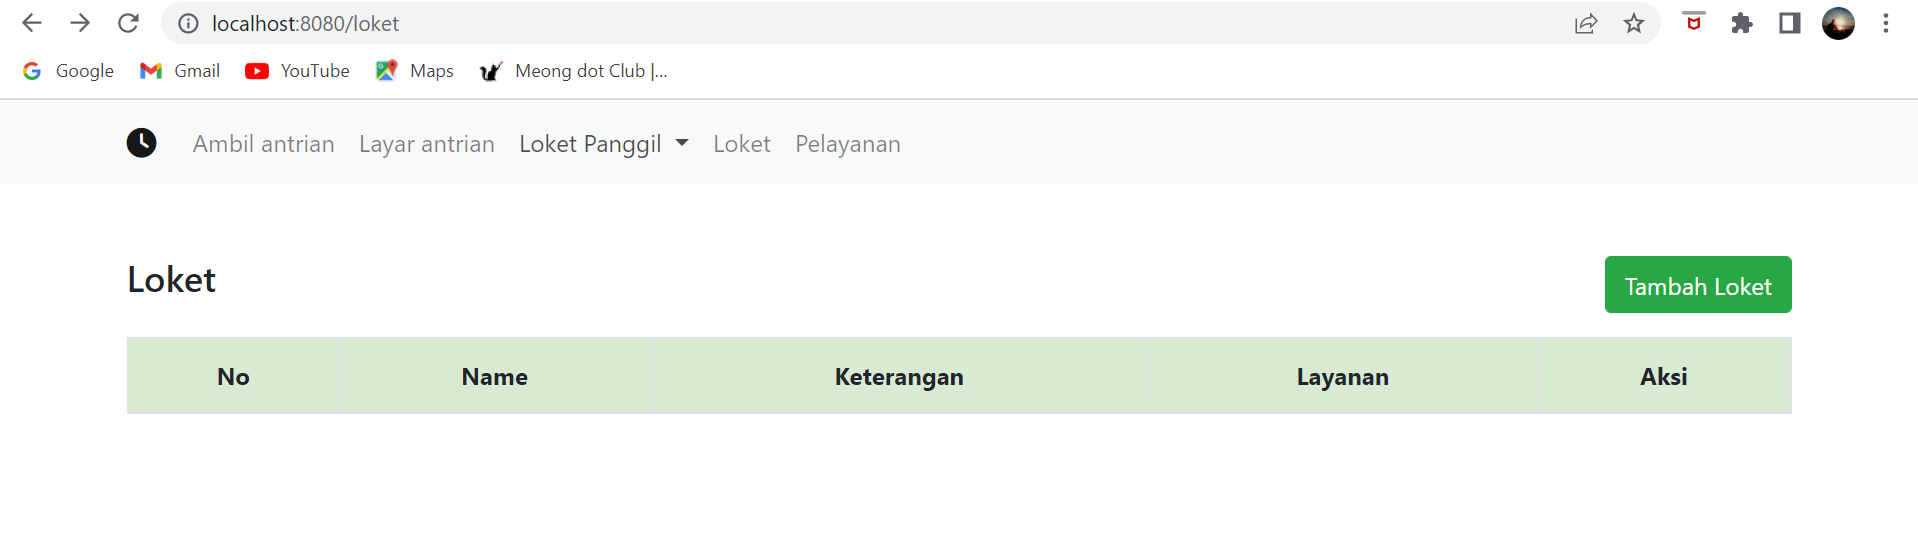 localhost:8080/loket
Google Gmail YouTube Maps Meong dot Club |...
Ambil antrian Layar antrian Loket Panggil Loket Pelayanan
Loket Tambah Loket
No Name Keterangan Layanan Aksi